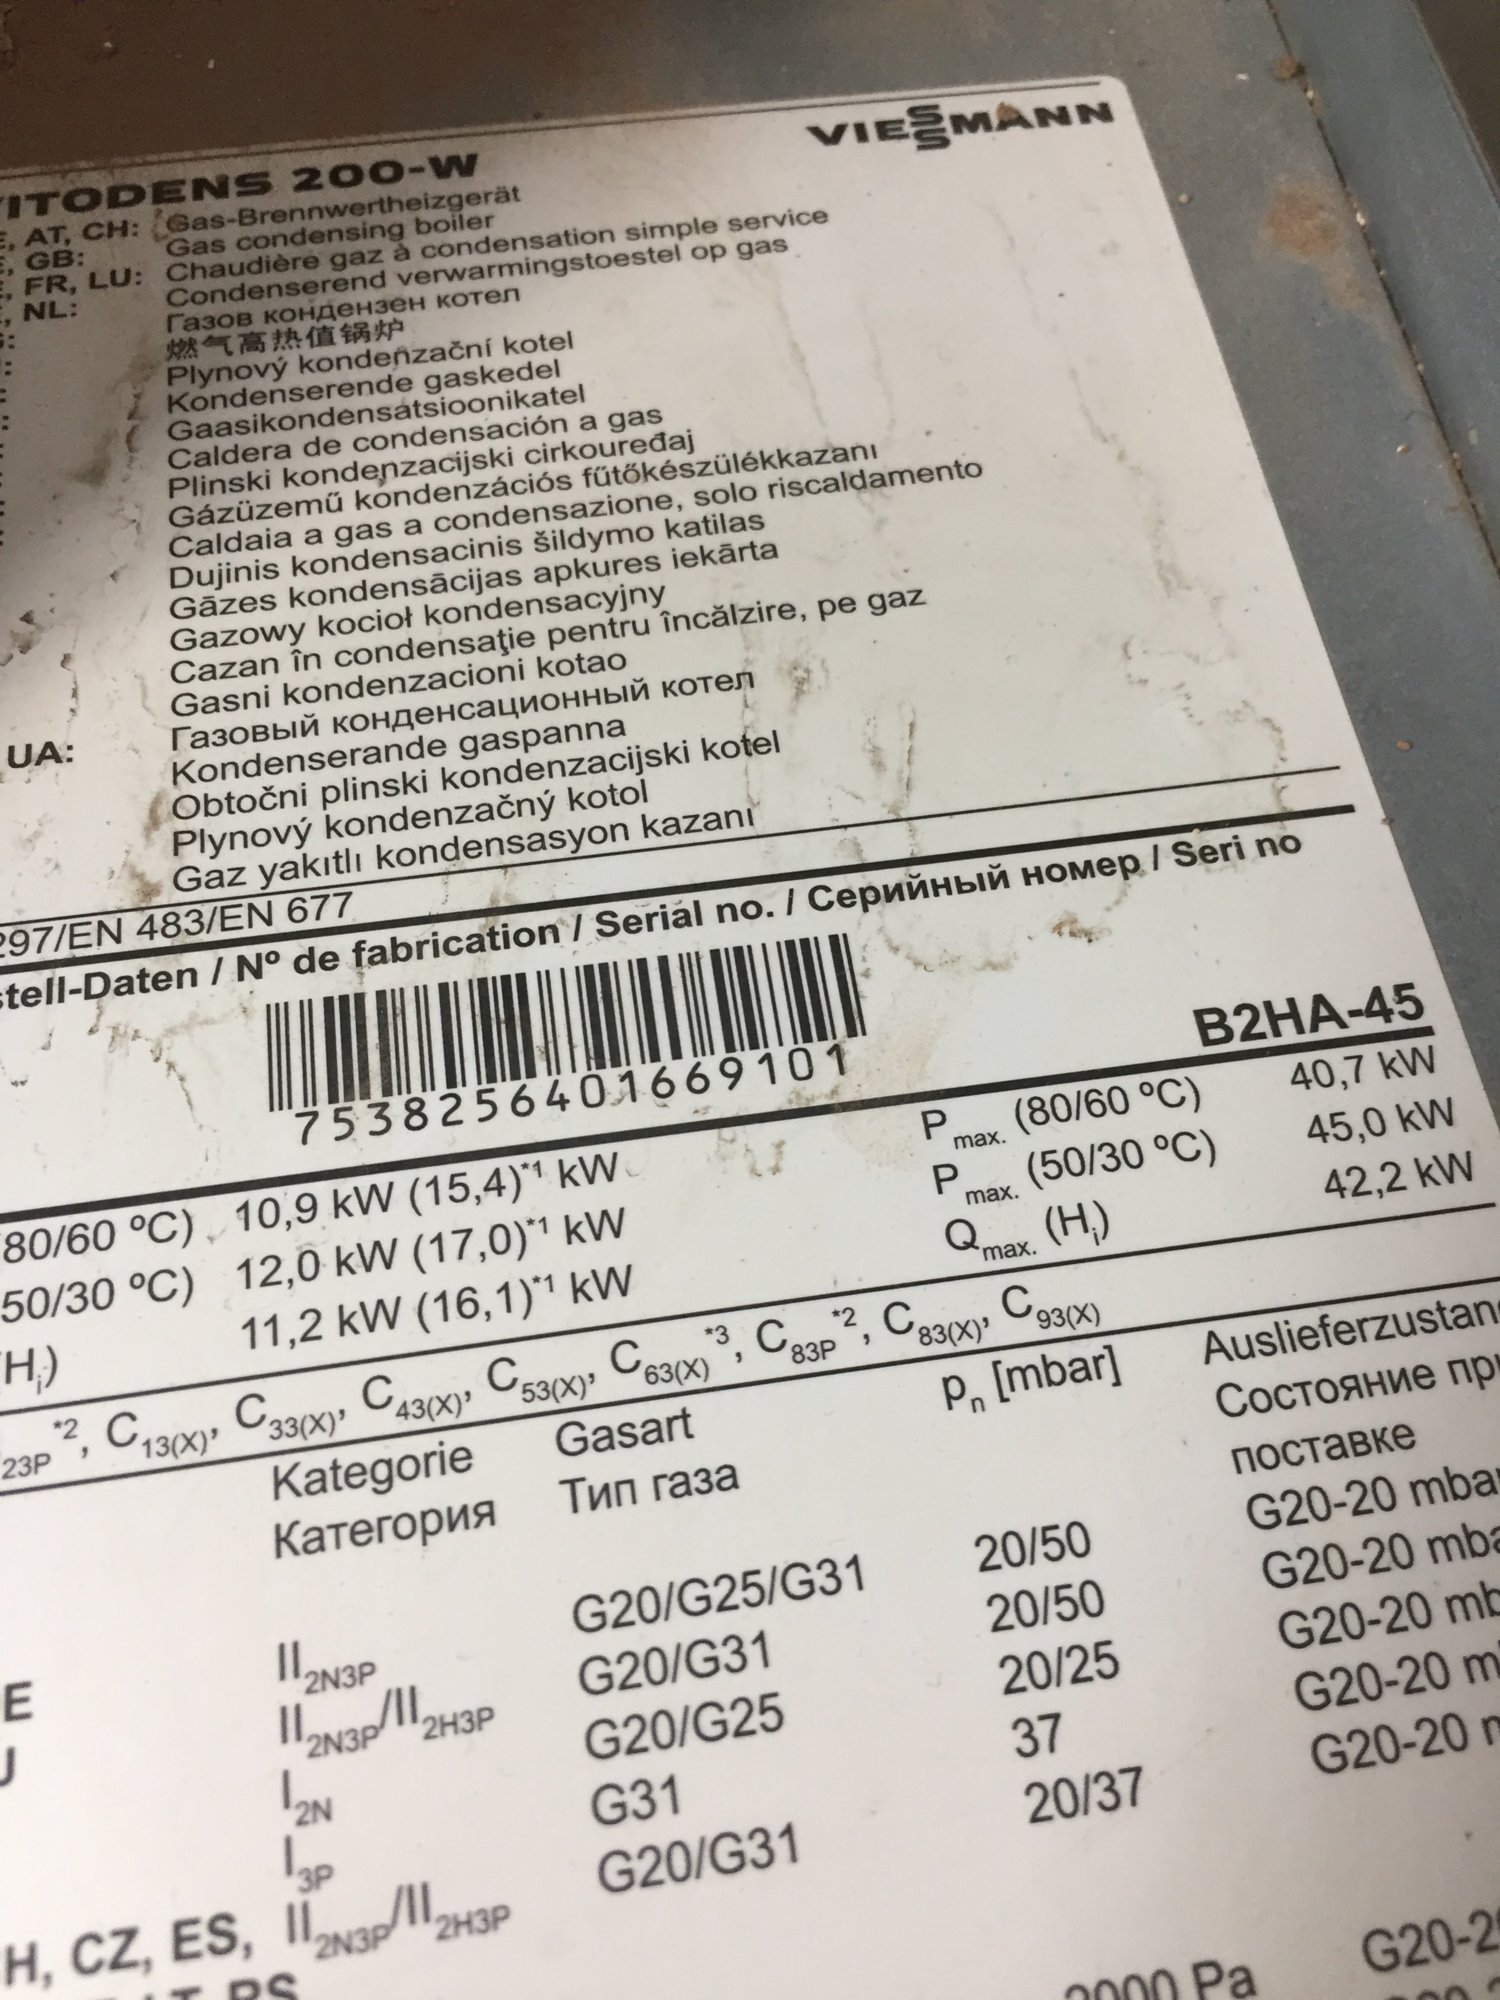 VIESSMANN
VITODENS 200-W
AT, CH: Gas-Brennwertheizgerät
GB: Gas condensing boiler
FR, LU: Chaudière gaz à condensation simple service
NL: Condenserend verwarmingstoestel op gas
Газов кондензен котел
燃气高热值锅炉
Plynový kondenzační kotel
Kondenserende gaskedel
Gaasikondensatsioonikatel
Caldera de condensación a gas
Plinski kondenzacijski cirkouređaj
Gázüzemű kondenzációs fűtőkészülékkazánı
Caldaia a gas a condensazione, solo riscaldamento
Dujinis kondensacinis šildymo katilas
Gāzes kondensācijas apkures iekārta
Gazowy kocioł kondensacyjny
Cazan în condensaţie pentru încălzire, pe gaz
Gasni kondenzacioni kotao
UA: Газовый конденсационный котел
Kondenserande gaspanna
Obtočni plinski kondenzacijski kotel
Plynový kondenzačný kotol
Gaz yakıtlı kondensasyon kazanı
297/EN 483/EN 677
stell-Daten / Nº de fabrication / Serial no. / Серийный номер / Seri no
7538256401669101
B2HA-45
80/60 ºC) 10,9 kW (15,4)*1 kW Pmax. (80/60 ºC) 40,7 kW
50/30 ºC) 12,0 kW (17,0)*1 kW Pmax. (50/30 ºC) 45,0 kW
Hi) 11,2 kW (16,1)*1 kW Qmax. (Hi) 42,2 kW
23P*2, C13(X), C33(X), C43(X), C53(X), C63(X)*3, C83P*2, C83(X), C93(X)
Kategorie Gasart pn [mbar] Auslieferzustan
Категория Тип газа Состояние при
поставке
II2N3P G20/G25/G31 20/50 G20-20 mba
E II2N3P/II2H3P G20/G31 20/50 G20-20 mba
U I2N G20/G25 20/25 G20-20 mb
I3P G31 37 G20-20 m
H, CZ, ES, II2N3P/II2H3P G20/G31 20/37 G20-20
Pa G20-2